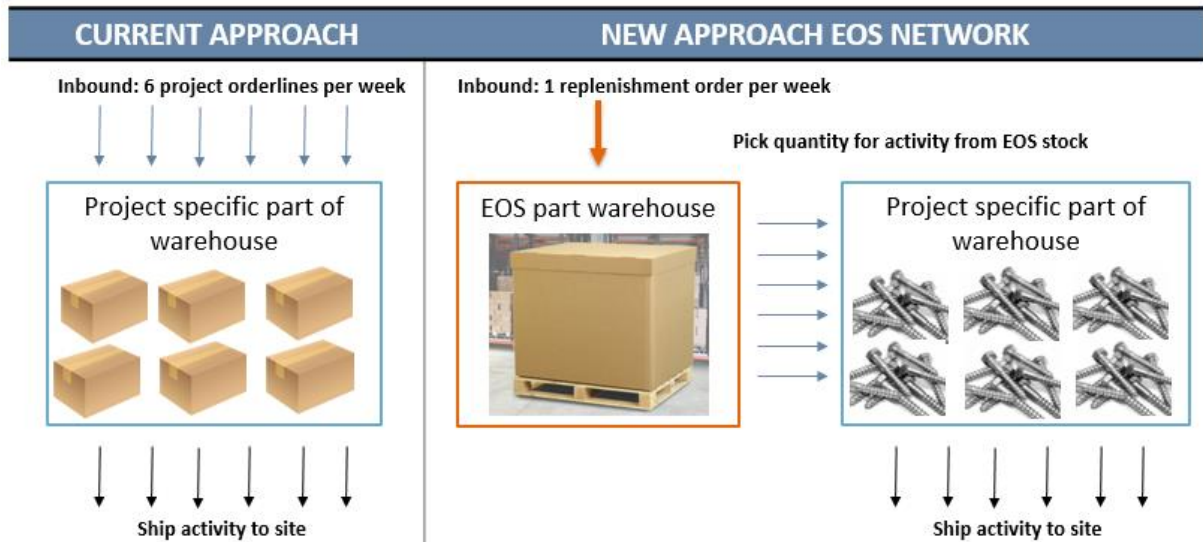 CURRENT APPROACH
NEW APPROACH EOS NETWORK
Inbound: 6 project orderlines per week
Inbound: 1 replenishment order per week
Pick quantity for activity from EOS stock
Project specific part of
warehouse
EOS part warehouse
Project specific part of
warehouse
Ship activity to site
Ship activity to site